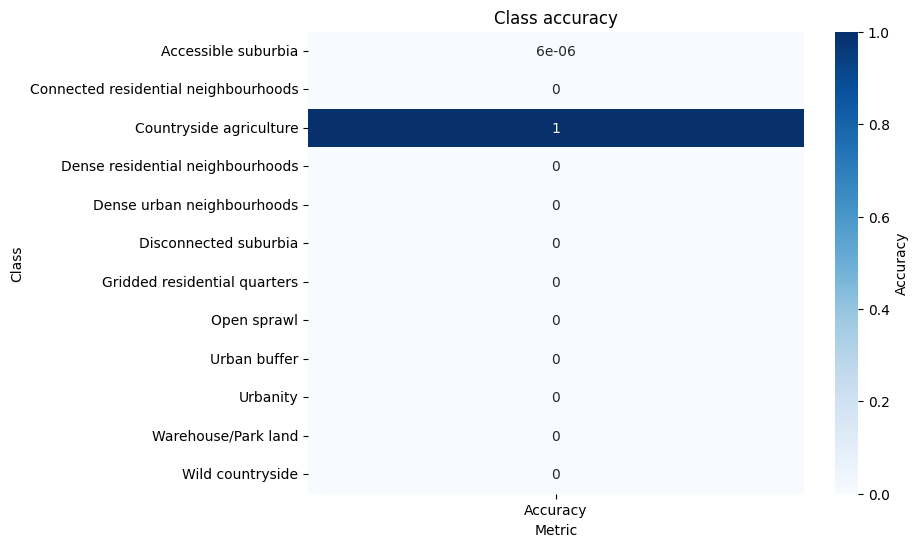 Class accuracy
Accessible suburbia 6e-06
Connected residential neighbourhoods 0
Countryside agriculture 1
Dense residential neighbourhoods 0
Dense urban neighbourhoods 0
Disconnected suburbia 0
Gridded residential quarters 0
Open sprawl 0
Urban buffer 0
Urbanity 0
Warehouse/Park land 0
Wild countryside 0
Class
Accuracy
Metric
1.0
0.8
0.6
0.4
0.2
0.0
Accuracy